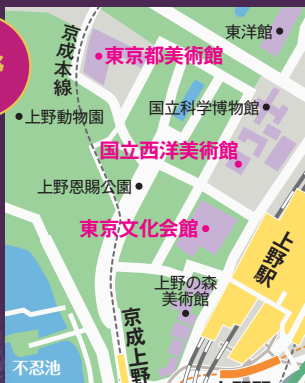 京成本線
東洋館
東京都美術館
上野動物園
国立科学博物館
国立西洋美術館
上野恩賜公園
東京文化会館
上野駅
上野の森
美術館
京成上野
不忍池